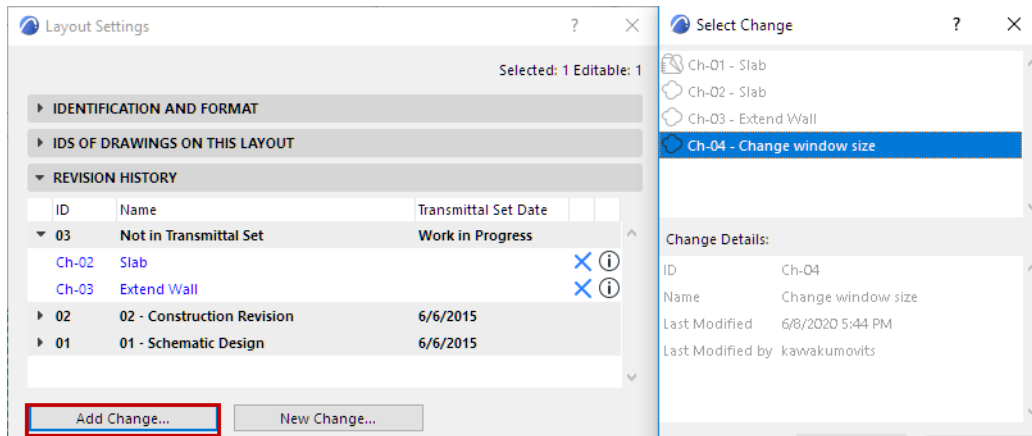 Layout Settings
?
Selected: 1 Editable: 1
IDENTIFICATION AND FORMAT
IDS OF DRAWINGS ON THIS LAYOUT
REVISION HISTORY
ID Name Transmittal Set Date
03 Not in Transmittal Set Work in Progress
Ch-02 Slab
Ch-03 Extend Wall
02 02 - Construction Revision 6/6/2015
01 01 - Schematic Design 6/6/2015
Add Change... New Change...
Select Change
?
Ch-01 - Slab
Ch-02 - Slab
Ch-03 - Extend Wall
Ch-04 - Change window size
Change Details:
ID Ch-04
Name Change window size
Last Modified 6/8/2020 5:44 PM
Last Modified by kavvakumovits